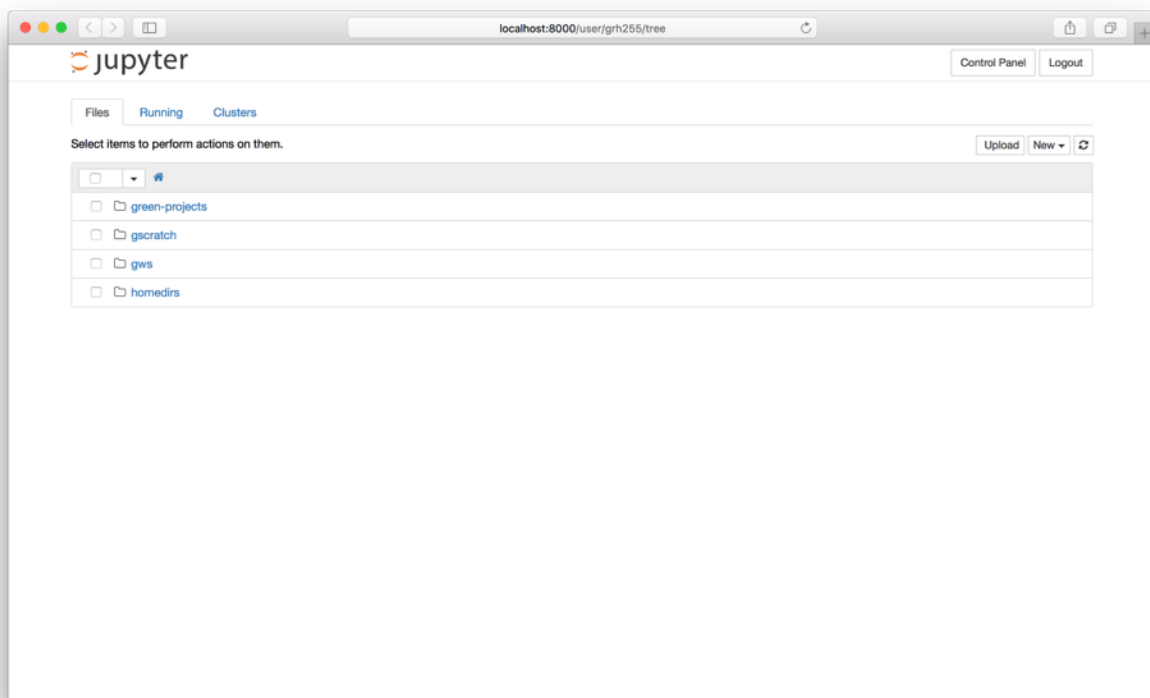 localhost:8000/user/grh255/tree
jupyter
Control Panel Logout
Files Running Clusters
Select items to perform actions on them.
Upload New
green-projects
gscratch
gws
homedirs